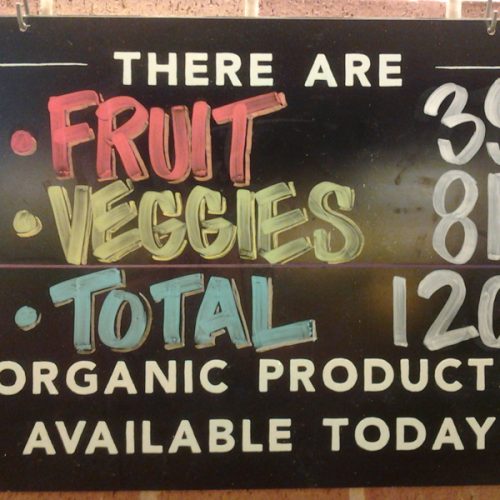 THERE ARE
• FRUIT 39
• VEGGIES 81
• TOTAL 120
ORGANIC PRODUCT
AVAILABLE TODAY